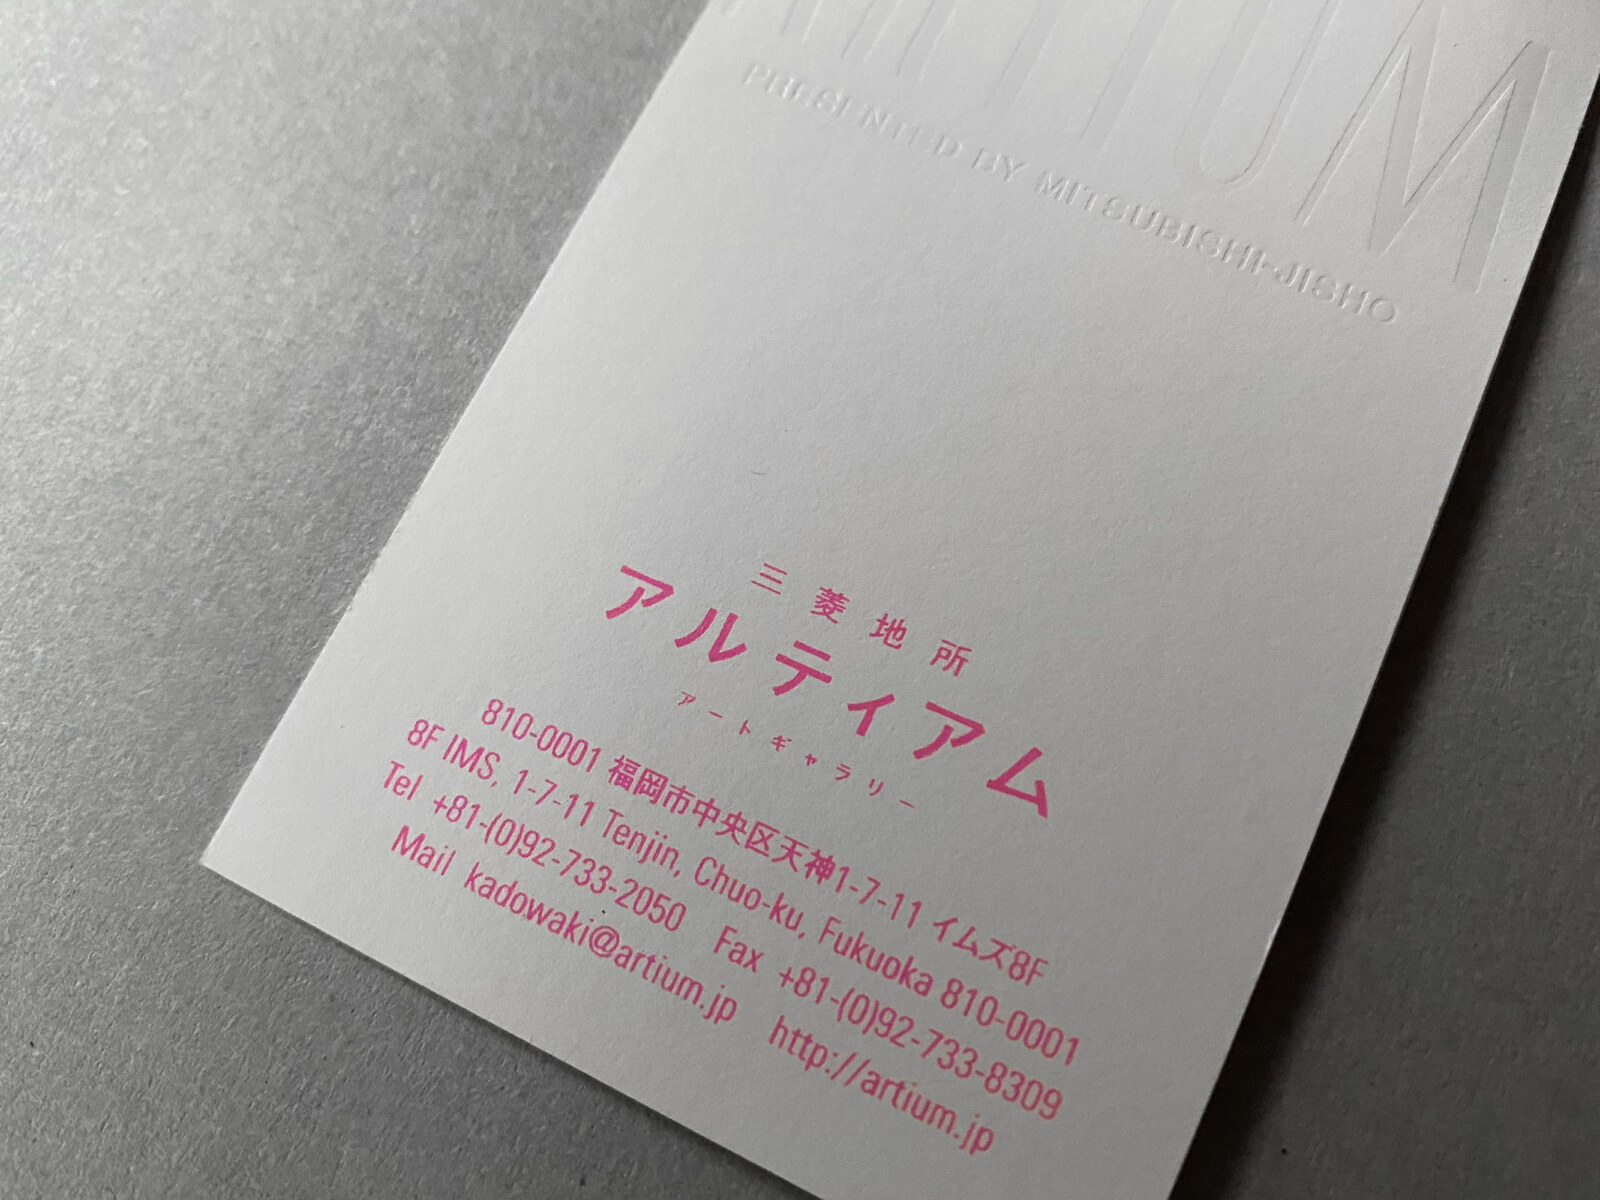 TIUM
PRESENTED BY MITSUBISHI-JISHO
三菱地所
アルティアム
アートギャラリー
810-0001 福岡市中央区天神1-7-11 イムズ8F
8F IMS, 1-7-11 Tenjin, Chuo-ku, Fukuoka 810-0001
Tel +81-(0)92-733-2050 Fax +81-(0)92-733-8309
Mail kadowaki@artium.jp http://artium.jp